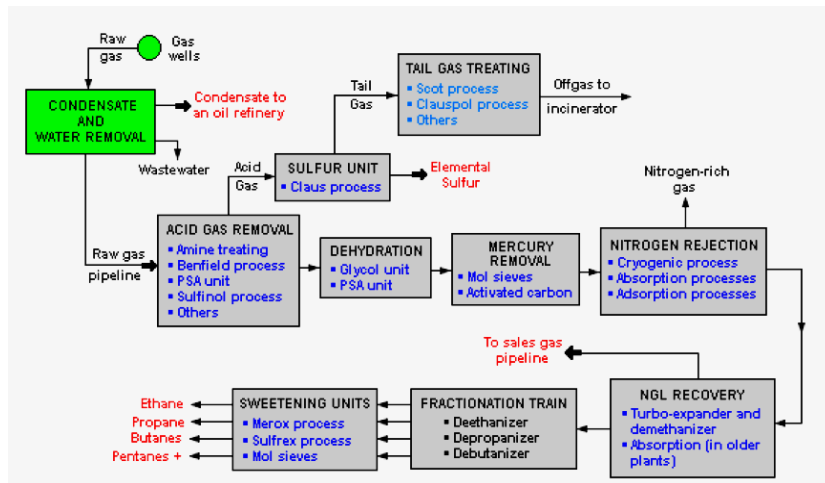 Raw
gas
Gas
wells
CONDENSATE
AND
WATER REMOVAL
Condensate to
an oil refinery
Wastewater
Tail
Gas
TAIL GAS TREATING
▪ Scot process
▪ Clauspol process
▪ Others
Offgas to
incinerator
Acid
Gas
SULFUR UNIT
▪ Claus process
Elemental
Sulfur
Nitrogen-rich
gas
Raw gas
pipeline
ACID GAS REMOVAL
▪ Amine treating
▪ Benfield process
▪ PSA unit
▪ Sulfinol process
▪ Others
DEHYDRATION
▪ Glycol unit
▪ PSA unit
MERCURY
REMOVAL
▪ Mol sieves
▪ Activated carbon
NITROGEN REJECTION
▪ Cryogenic process
▪ Absorption processes
▪ Adsorption processes
To sales gas
pipeline
Ethane
Propane
Butanes
Pentanes +
SWEETENING UNITS
▪ Merox process
▪ Sulfrex process
▪ Mol sieves
FRACTIONATION TRAIN
▪ Deethanizer
▪ Depropanizer
▪ Debutanizer
NGL RECOVERY
▪ Turbo-expander and
demethanizer
▪ Absorption (in older
plants)